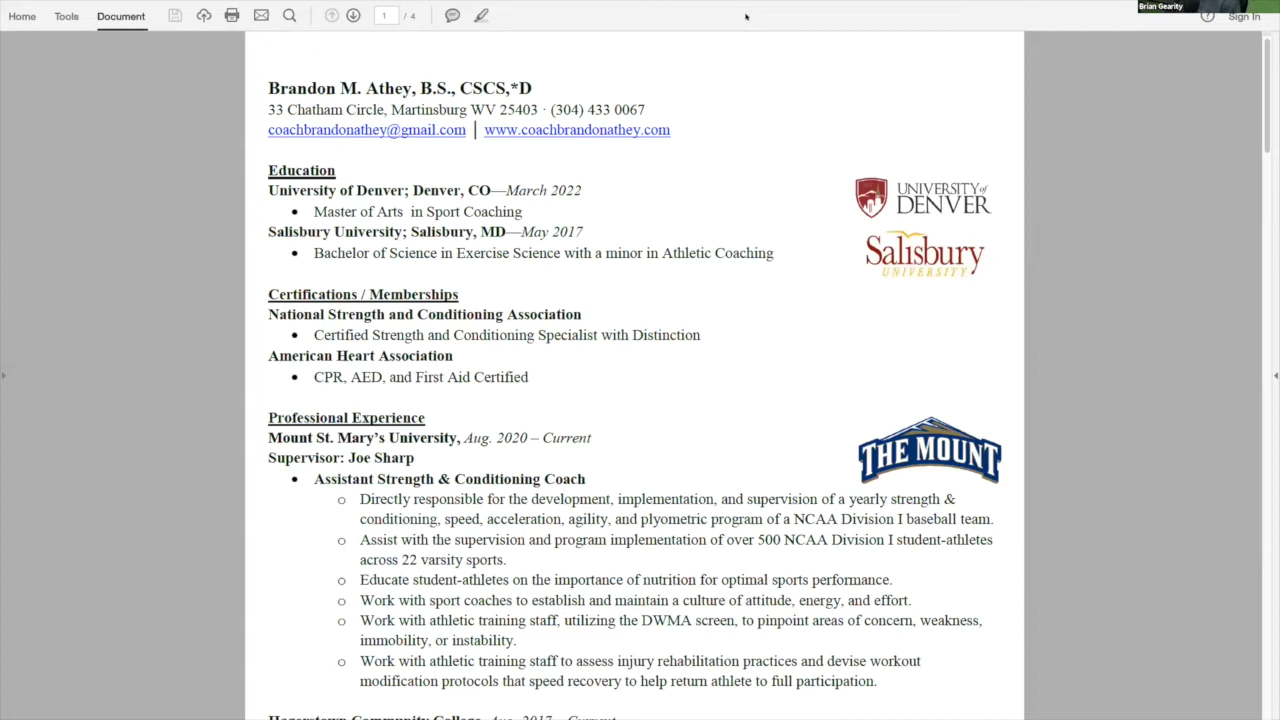 Brian Gearity
Home Tools Document 1 / 4 Sign In
Brandon M. Athey, B.S., CSCS,*D
33 Chatham Circle, Martinsburg WV 25403 · (304) 433 0067
coachbrandonathey@gmail.com | www.coachbrandonathey.com
Education
University of Denver; Denver, CO—March 2022
UNIVERSITY of
DENVER
• Master of Arts in Sport Coaching
Salisbury University; Salisbury, MD—May 2017
Salisbury
UNIVERSITY
• Bachelor of Science in Exercise Science with a minor in Athletic Coaching
Certifications / Memberships
National Strength and Conditioning Association
• Certified Strength and Conditioning Specialist with Distinction
American Heart Association
• CPR, AED, and First Aid Certified
Professional Experience
Mount St. Mary's University, Aug. 2020 – Current
THE MOUNT
Supervisor: Joe Sharp
• Assistant Strength & Conditioning Coach
o Directly responsible for the development, implementation, and supervision of a yearly strength &
conditioning, speed, acceleration, agility, and plyometric program of a NCAA Division I baseball team.
o Assist with the supervision and program implementation of over 500 NCAA Division I student-athletes
across 22 varsity sports.
o Educate student-athletes on the importance of nutrition for optimal sports performance.
o Work with sport coaches to establish and maintain a culture of attitude, energy, and effort.
o Work with athletic training staff, utilizing the DWMA screen, to pinpoint areas of concern, weakness,
immobility, or instability.
o Work with athletic training staff to assess injury rehabilitation practices and devise workout
modification protocols that speed recovery to help return athlete to full participation.
Hagerstown Community College, Aug. 2017 – Current